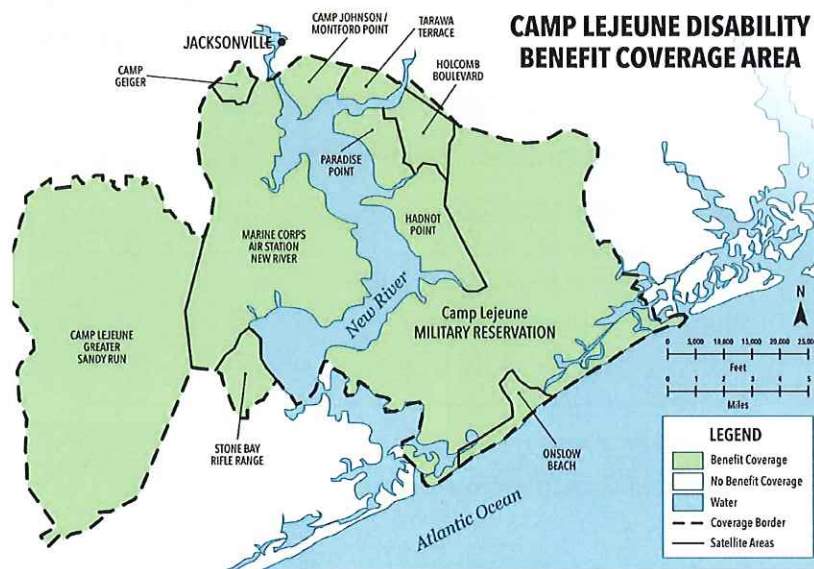 CAMP LEJEUNE DISABILITY
BENEFIT COVERAGE AREA
CAMP JOHNSON /
MONTFORD POINT
TARAWA
TERRACE
JACKSONVILLE
HOLCOMB
BOULEVARD
CAMP
GEIGER
PARADISE
POINT
HADNOT
POINT
MARINE CORPS
AIR STATION
NEW RIVER
New River
Camp Lejeune
MILITARY RESERVATION
CAMP LEJEUNE
GREATER
SANDY RUN
STONE BAY
RIFLE RANGE
ONSLOW
BEACH
Atlantic Ocean
N
0 5,000 10,000 15,000 20,000 25,000
Feet
0 1 2 3 4 5
Miles
LEGEND
Benefit Coverage
No Benefit Coverage
Water
Coverage Border
Satellite Areas